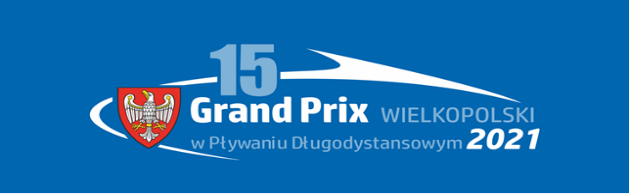 15
Grand Prix WIELKOPOLSKI
w Pływaniu Długodystansowym 2021